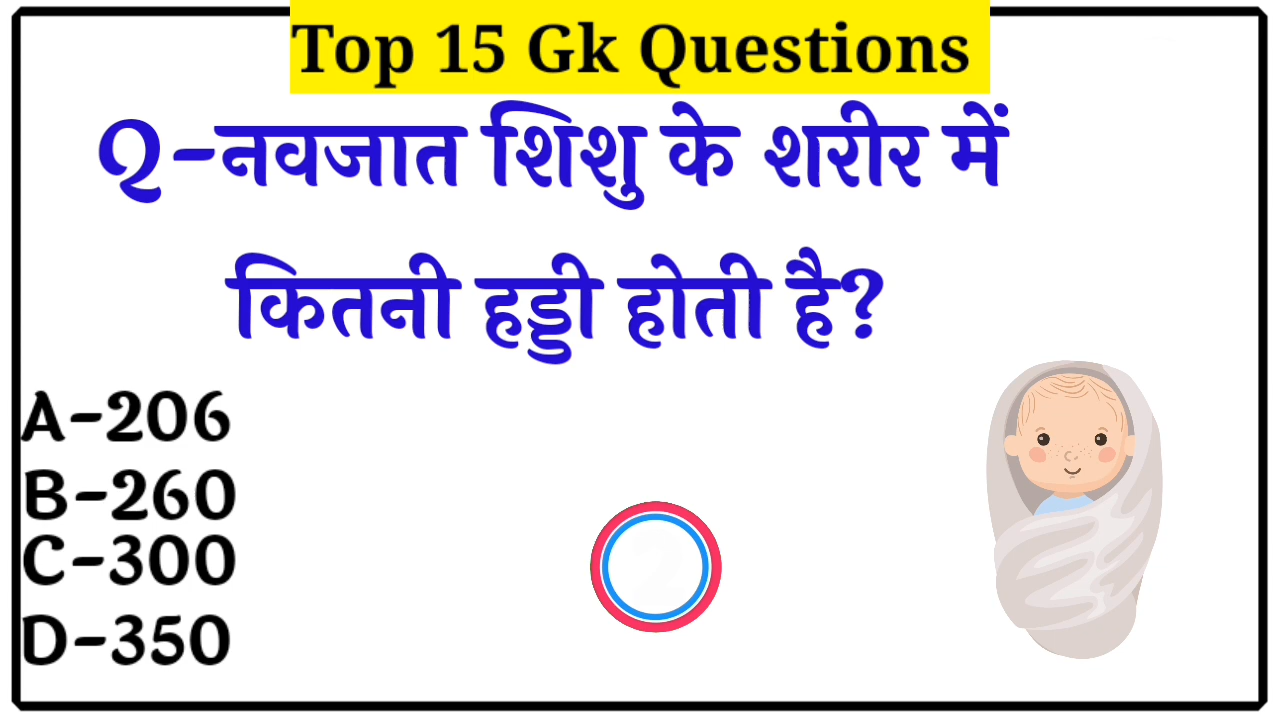 Top 15 Gk Questions
Q-नवजात शिशु के शरीर में
कितनी हड्डी होती है?
A-206
B-260
C-300
D-350